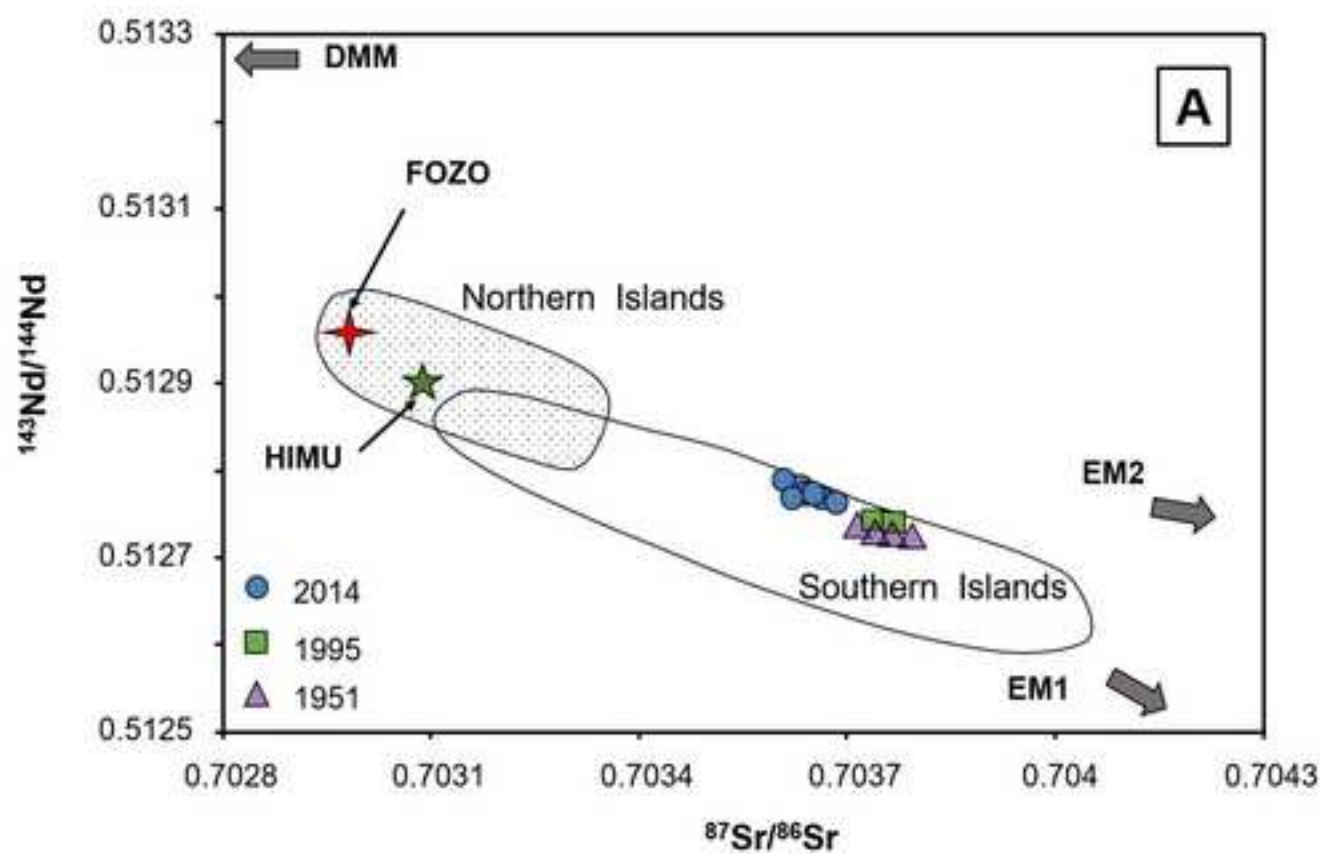 0.5133
DMM
A
FOZO
0.5131
Northern Islands
143Nd/144Nd
0.5129
HIMU
EM2
0.5127
Southern Islands
2014
1995
1951
EM1
0.5125
0.7028 0.7031 0.7034 0.7037 0.704 0.7043
87Sr/86Sr